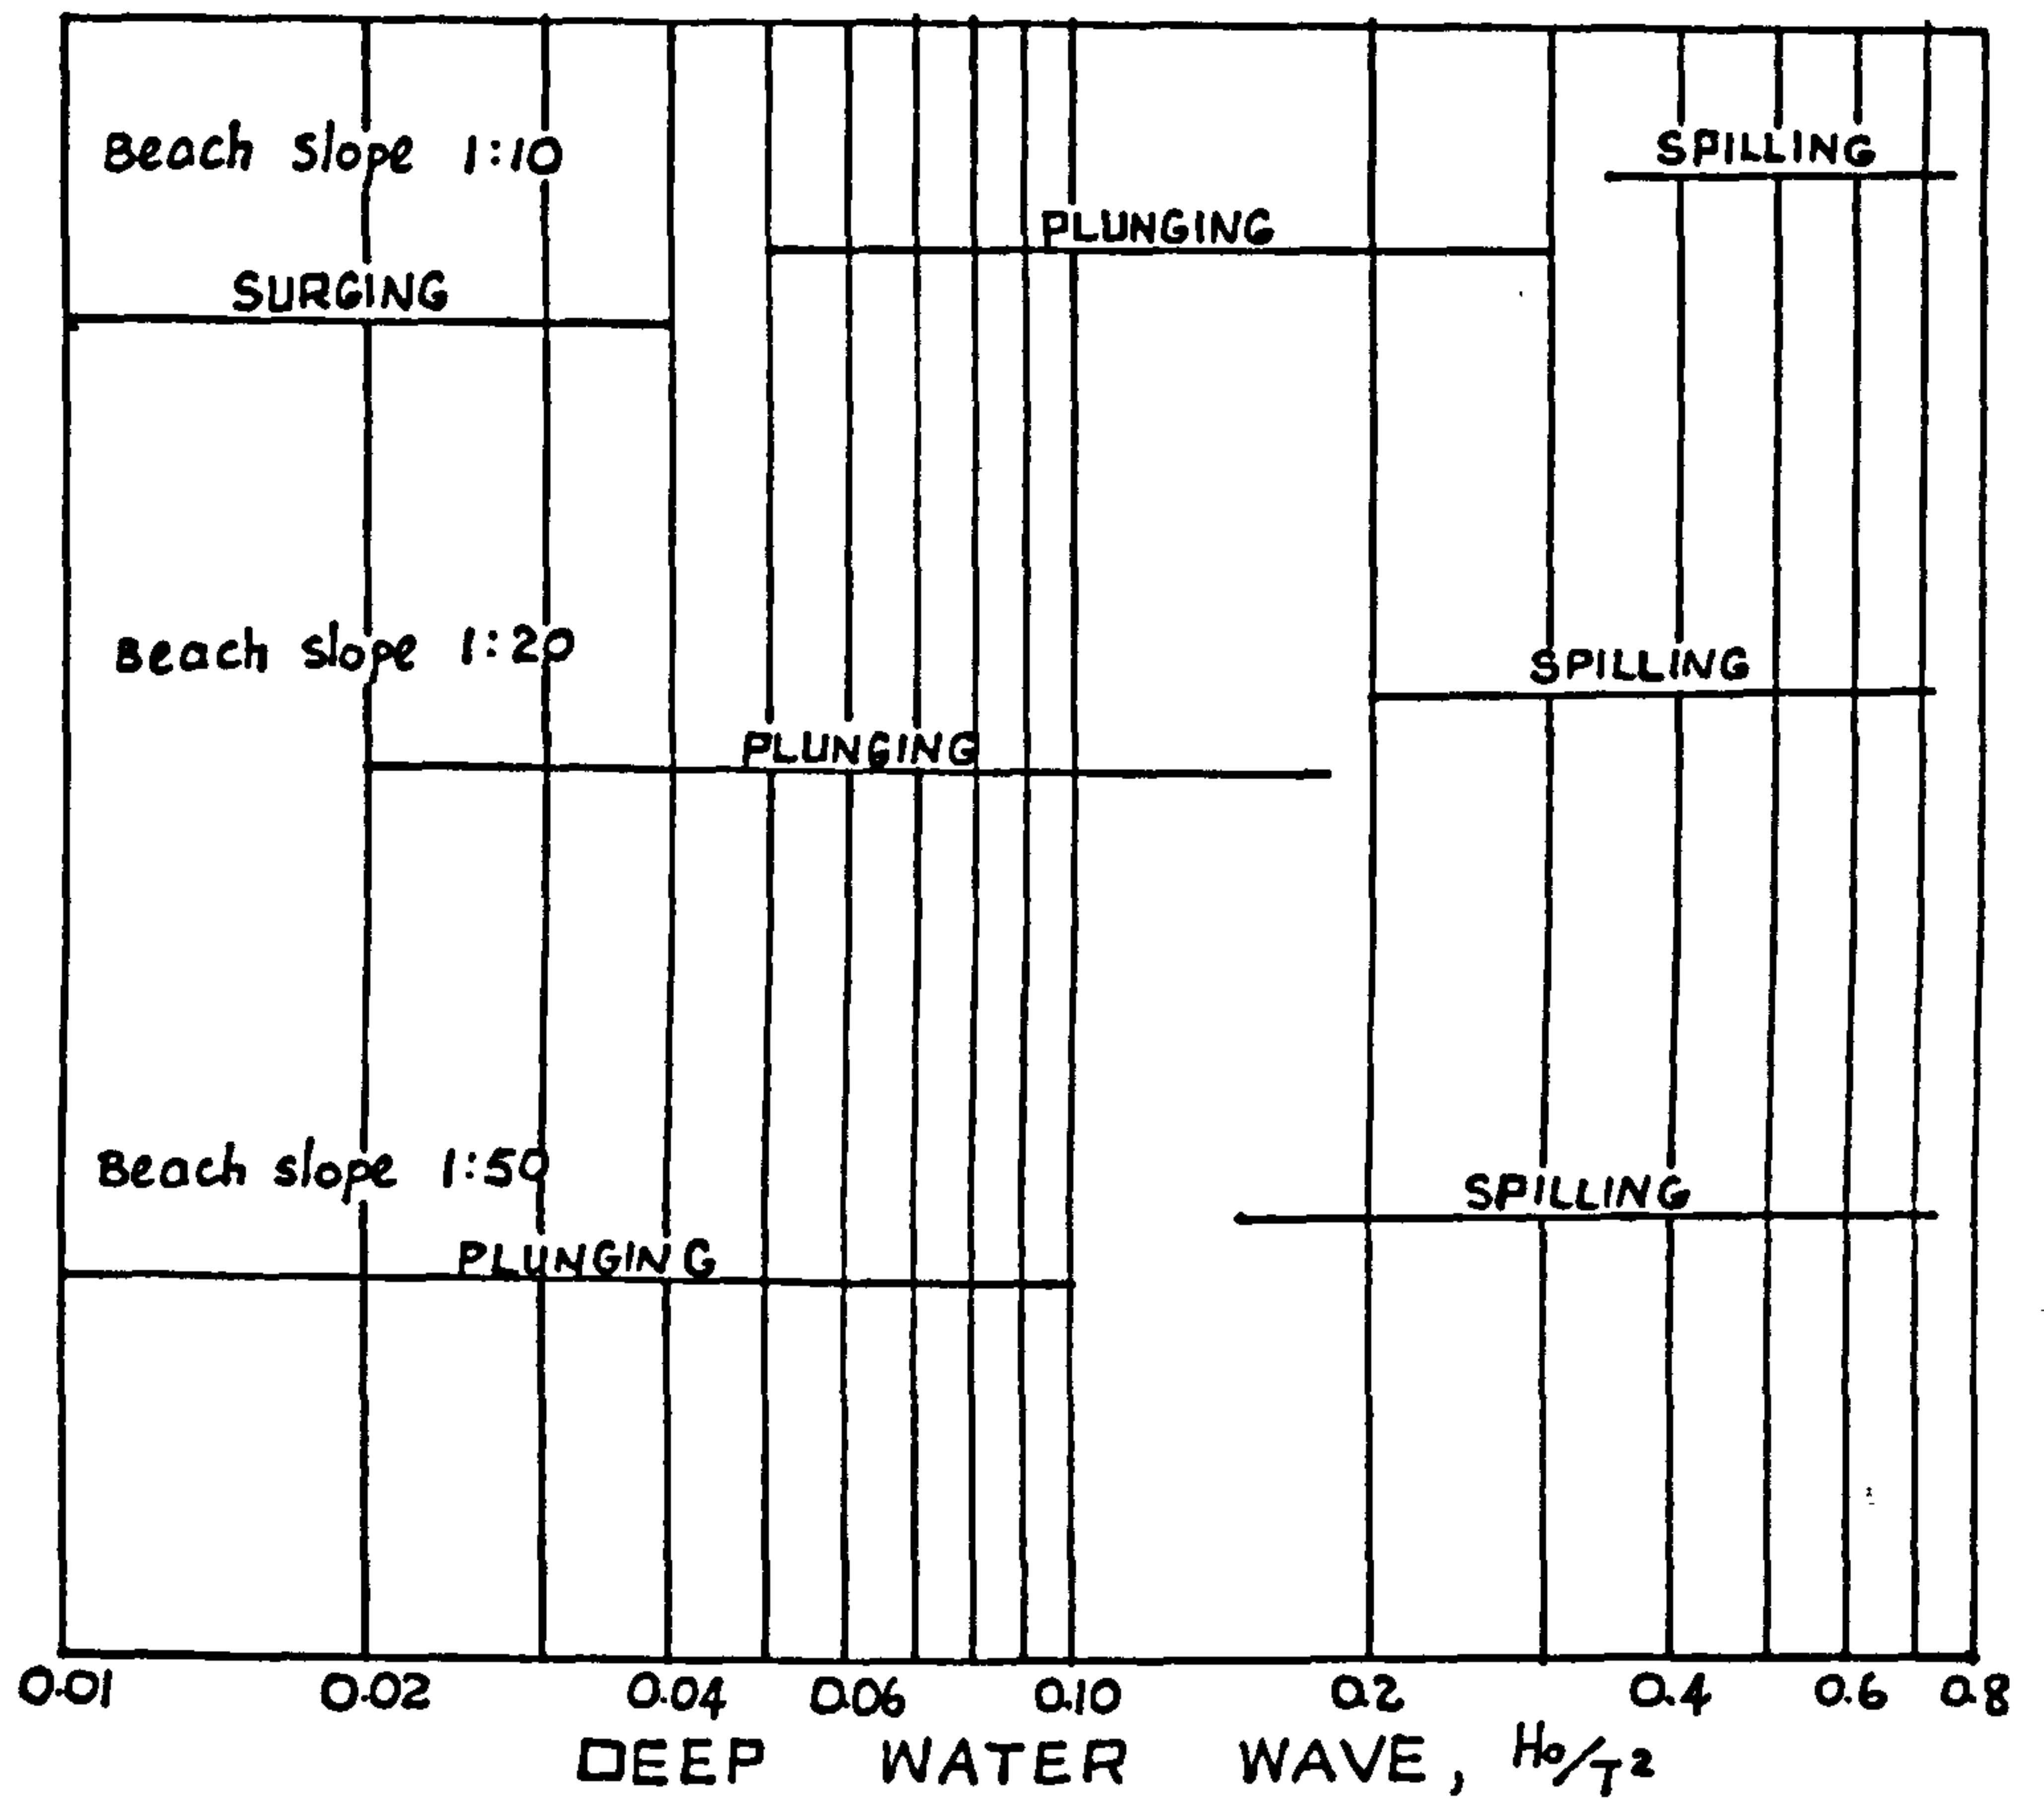 Beach slope 1:10
SPILLING
PLUNGING
SURGING
Beach slope 1:20
SPILLING
PLUNGING
Beach slope 1:50
SPILLING
PLUNGING
0.01 0.02 0.04 0.06 0.10 0.2 0.4 0.6 0.8
DEEP WATER WAVE, Ho/T2